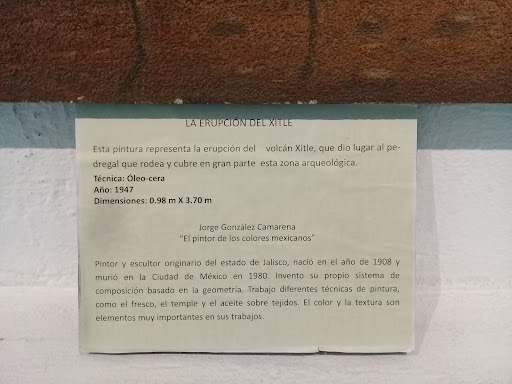 LA ERUPCIÓN DEL XITLE
Esta pintura representa la erupción del volcán Xitle, que dio lugar al pe-
dregal que rodea y cubre en gran parte esta zona arqueológica.
Técnica: Óleo-cera
Año: 1947
Dimensiones: 0.98 m X 3.70 m
Jorge González Camarena
"El pintor de los colores mexicanos"
Pintor y escultor originario del estado de Jalisco, nació en el año de 1908 y
murió en la Ciudad de México en 1980. Invento su propio sistema de
composición basado en la geometría. Trabajo diferentes técnicas de pintura,
como el fresco, el temple y el aceite sobre tejidos. El color y la textura son
elementos muy importantes en sus trabajos.